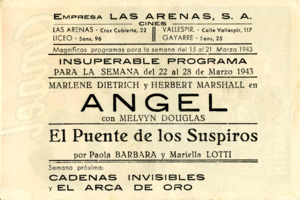 EMPRESA LAS ARENAS, S. A.
CINES
LAS ARENAS - Cruz Cubierta, 22
VALLESPIR. - Calle Vallespir, 117
LICEO - Sans, 96
GAYARRE - Sans, 25
Magníficos programas para la semana del 15 al 21 Marzo 1943
INSUPERABLE PROGRAMA
PARA LA SEMANA del 22 al 28 de Marzo 1943
MARLENE DIETRICH y HERBERT MARSHALL en
ANGEL
con MELVYN DOUGLAS
El Puente de los Suspiros
por Paola BARBARA y Mariella LOTTI
Semana próxima:
CADENAS INVISIBLES
y EL ARCA DE ORO